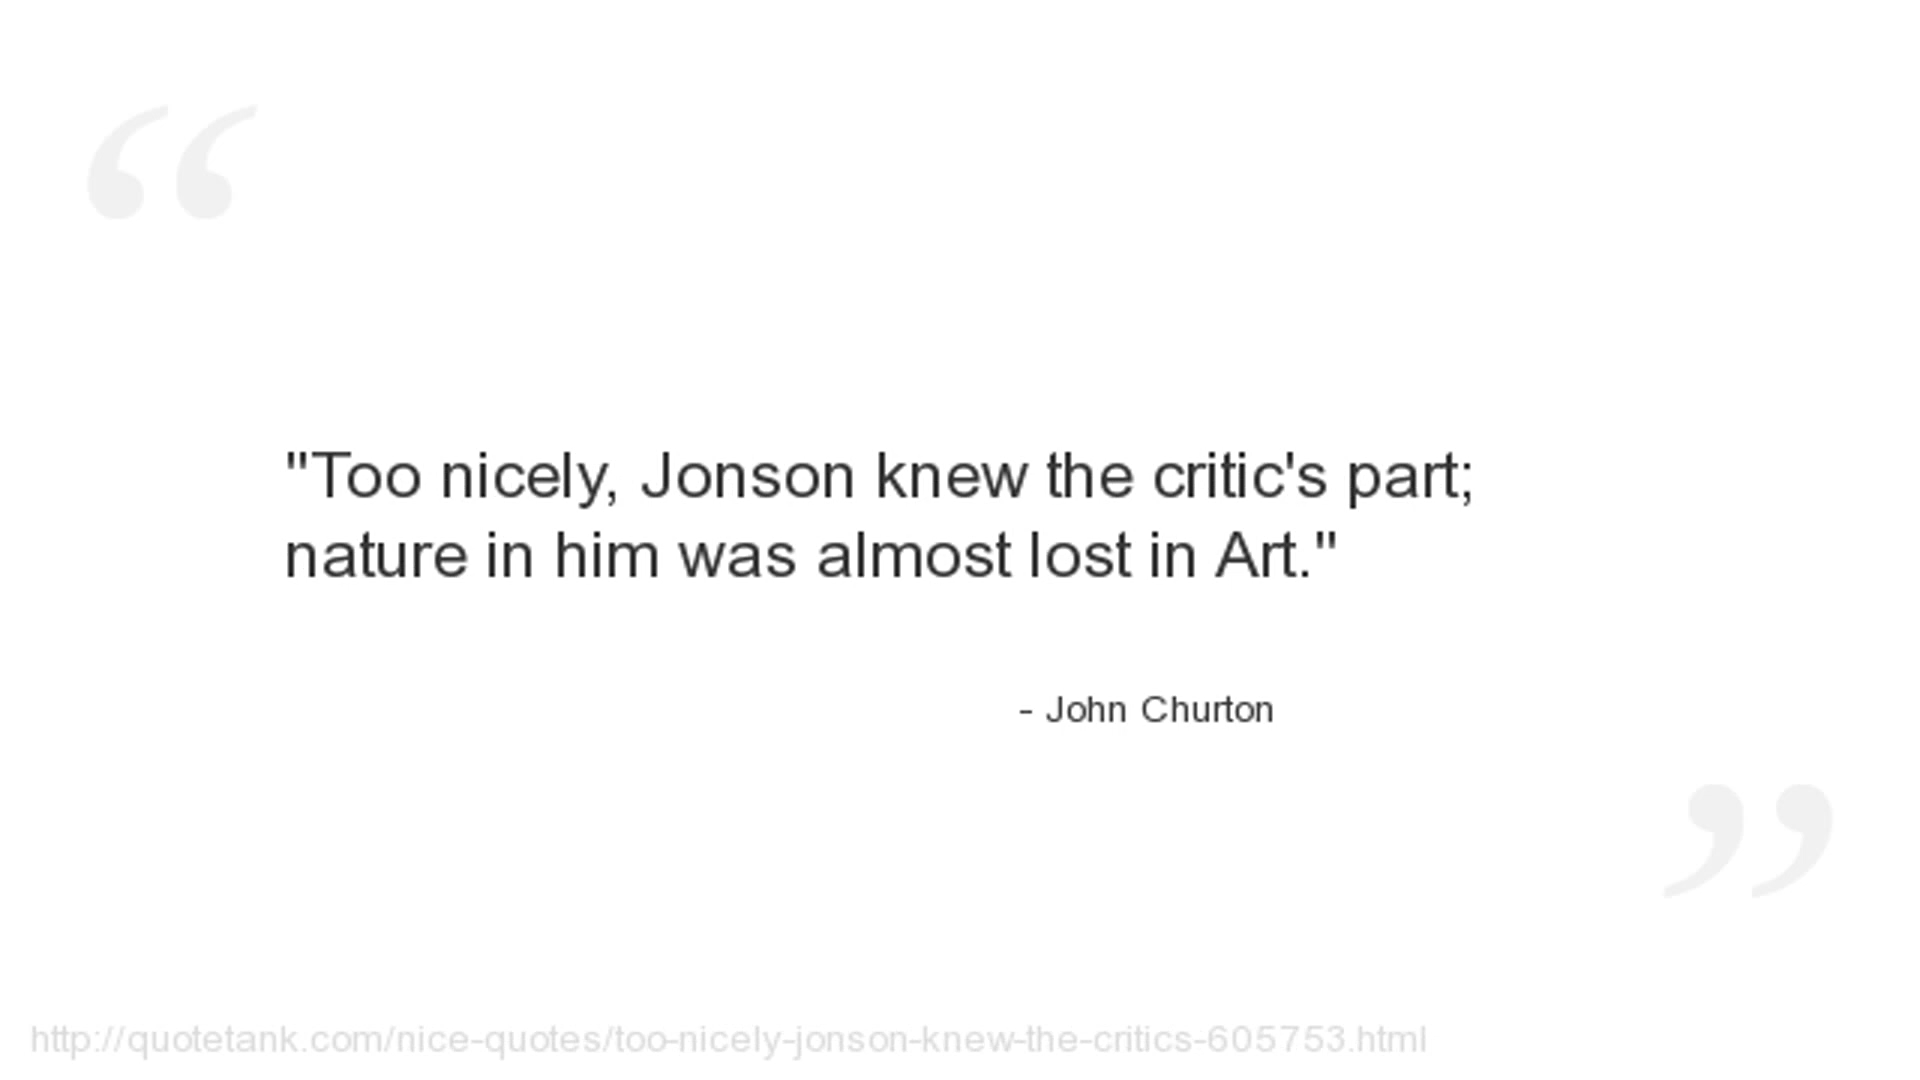 "Too nicely, Jonson knew the critic's part;
nature in him was almost lost in Art."
- John Churton
http://quotetank.com/nice-quotes/too-nicely-jonson-knew-the-critics-605753.html